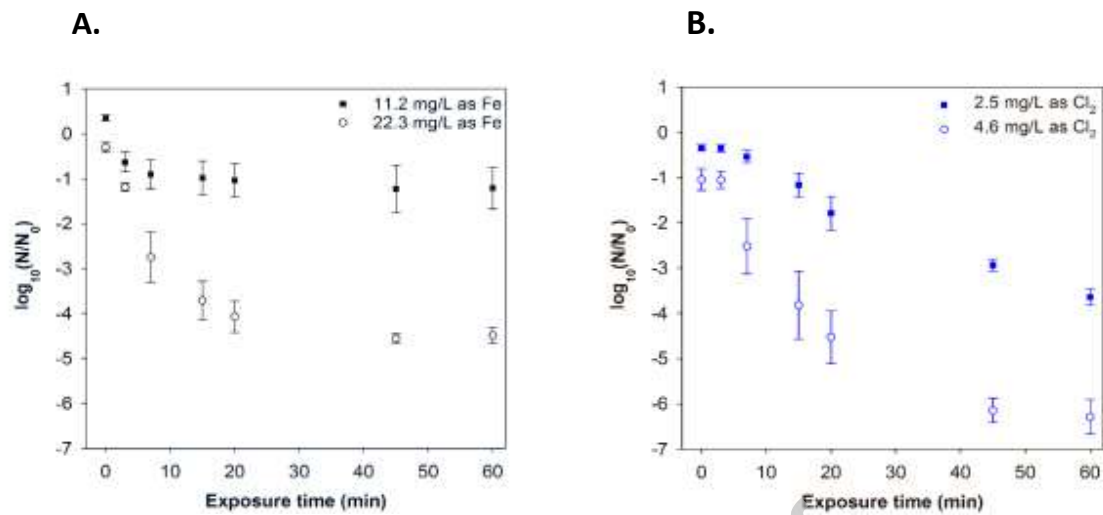 A.
1
0
-1
-2
-3
-4
-5
-6
-7
log10(N/N0)
11.2 mg/L as Fe
22.3 mg/L as Fe
0 10 20 30 40 50 60
Exposure time (min)
B.
1
0
-1
-2
-3
-4
-5
-6
-7
log10(N/N0)
2.5 mg/L as Cl2
4.6 mg/L as Cl2
0 10 20 30 40 50 60
Exposure time (min)